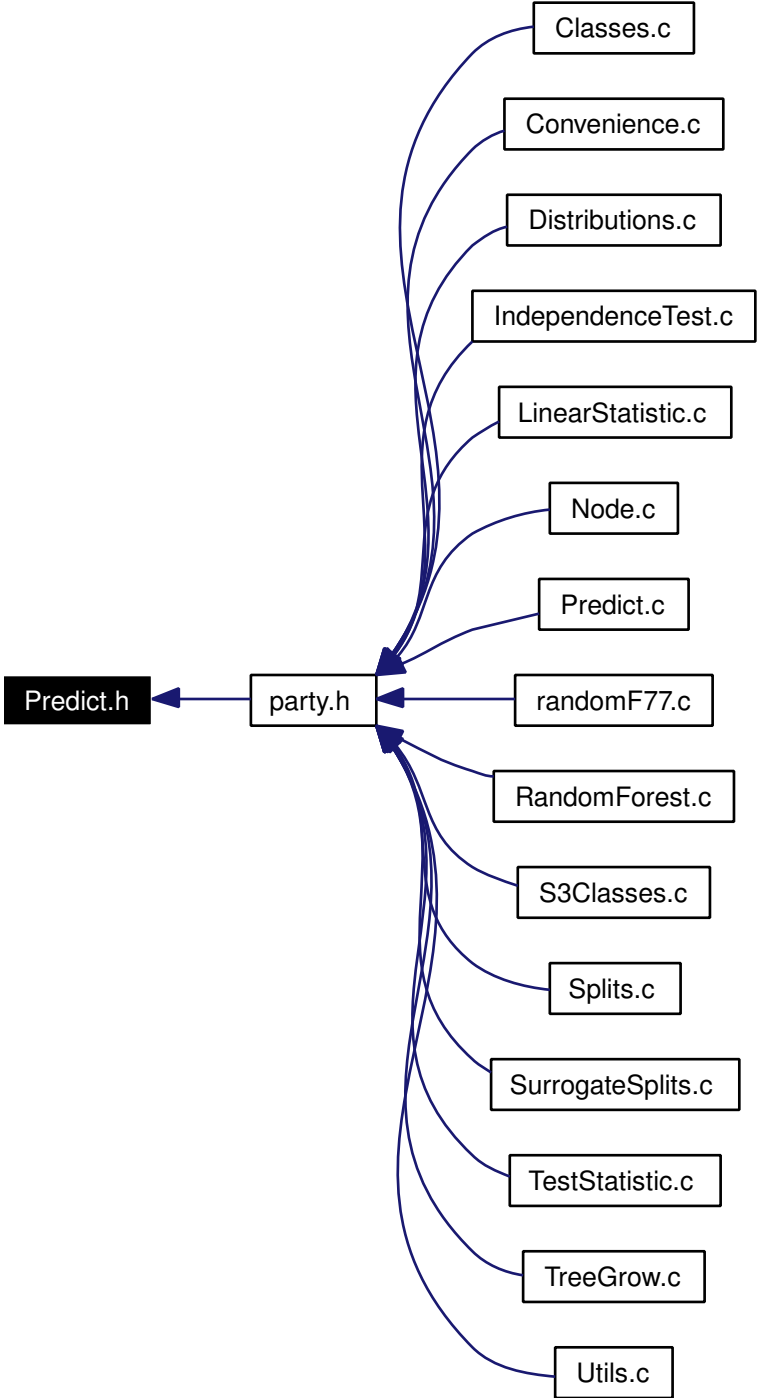 Classes.c
Convenience.c
Distributions.c
IndependenceTest.c
LinearStatistic.c
Node.c
Predict.c
Predict.h
party.h
randomF77.c
RandomForest.c
S3Classes.c
Splits.c
SurrogateSplits.c
TestStatistic.c
TreeGrow.c
Utils.c